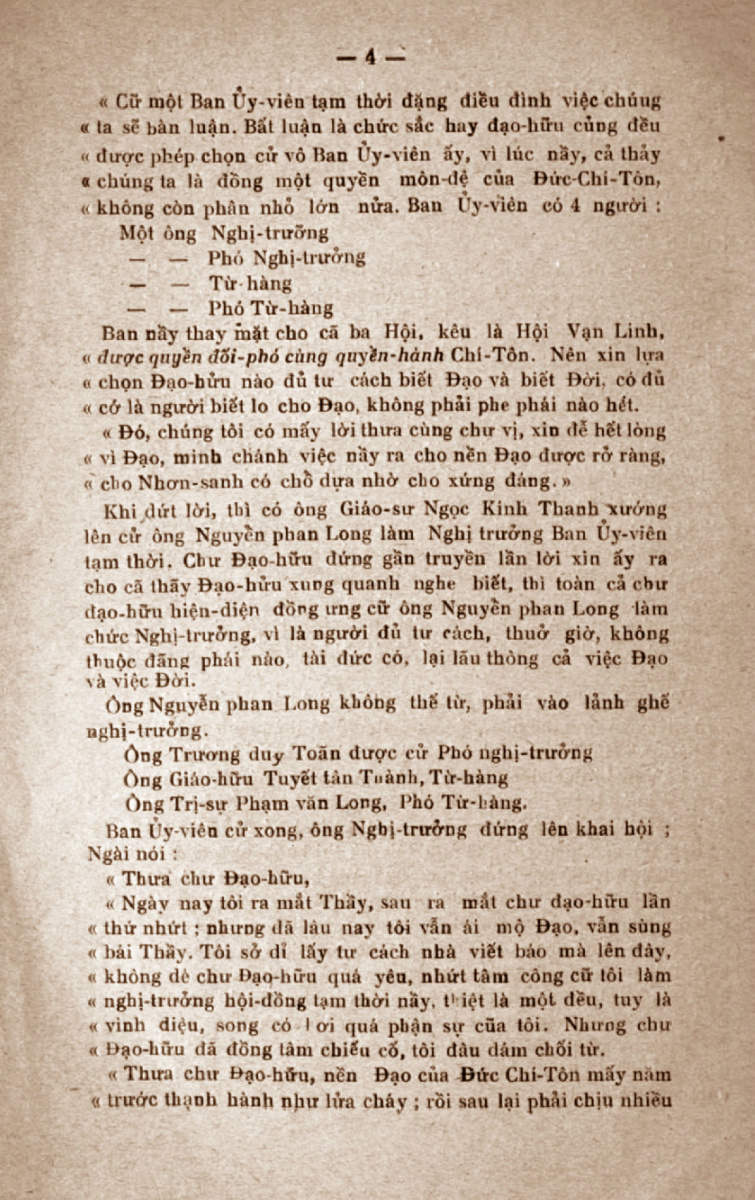 — 4 —
« Cữ một Ban Ủy-viên tạm thời đặng điều đình việc chúng
« ta sẽ bàn luận. Bất luận là chức sắc hay đạo-hữu củng đều
« được phép chọn cử vô Ban Ủy-viên ấy, vì lúc nầy, cả thảy
« chúng ta là đồng một quyền môn-đệ của Đức-Chí-Tôn,
« không còn phân nhỏ lớn nửa. Ban Ủy-viên có 4 người :
Một ông Nghị-trưỡng
— — Phó Nghị-trưởng
— — Từ-hàng
— — Phó Từ-hàng
Ban nầy thay mặt cho cã ba Hội, kêu là Hội Vạn Linh,
« được quyền đối-phó cùng quyền-hành Chí-Tôn. Nên xin lựa
« chọn Đạo-hửu nào đủ tư cách biết Đạo và biết Đời, có đủ
« cớ là người biết lo cho Đạo, không phải phe phái nào hết.
« Đó, chúng tôi có mấy lời thưa cùng chư vị, xin để hết lòng
« vì Đạo, minh chánh việc nầy ra cho nền Đạo được rở ràng,
« cho Nhơn-sanh có chỗ dựa nhờ cho xứng đáng. »
Khi dứt lời, thì có ông Giáo-sư Ngọc Kinh Thanh xướng
lên cử ông Nguyễn phan Long làm Nghị trưởng Ban Ủy-viên
tạm thời. Chư Đạo-hữu đứng gần truyền lần lời xin ấy ra
cho cã thãy Đạo-hửu xung quanh nghe biết, thì toàn cả chư
đạo-hữu hiện-diện đồng ưng cữ ông Nguyễn phan Long làm
chức Nghị-trưởng, vì là người đủ tư cách, thuở giờ, không
thuộc đãng phái nào, tài đức có, lại lãu thòng cả việc Đạo
và việc Đời.
Ông Nguyễn phan Long không thể từ, phải vào lảnh ghế
nghị-trưởng.
Ông Trương duy Toãn được cử Phó nghị-trưởng
Ông Giáo-hữu Tuyết tân Thành, Từ-hàng
Ông Trị-sự Phạm văn Long, Phó Từ-hàng.
Ban Ủy-viên cử xong, ông Nghị-trưởng đứng lên khai hội ;
Ngài nói :
« Thưa chư Đạo-hữu,
« Ngày nay tôi ra mắt Thầy, sau ra mắt chư đạo-hữu lần
« thứ nhứt ; nhưng đã lâu nay tôi vẫn ái mộ Đạo, vẫn sùng
« bái Thầy. Tôi sở dỉ lấy tư cách nhà viết báo mà lên đây,
« không dè chư Đạo-hữu quá yêu, nhứt tâm công cữ tôi làm
« nghị-trưởng hội-đồng tạm thời nầy, thiệt là một đều, tuy là
« vinh diệu, song có hơi quá phận sự cũa tôi. Nhưng chư
« Đạo-hữu đã đồng tâm chiếu cố, tôi đâu dám chối từ.
« Thưa chư Đạo-hữu, nền Đạo của Đức Chí-Tôn mấy năm
« trước thạnh hành như lửa cháy ; rồi sau lại phải chịu nhiều